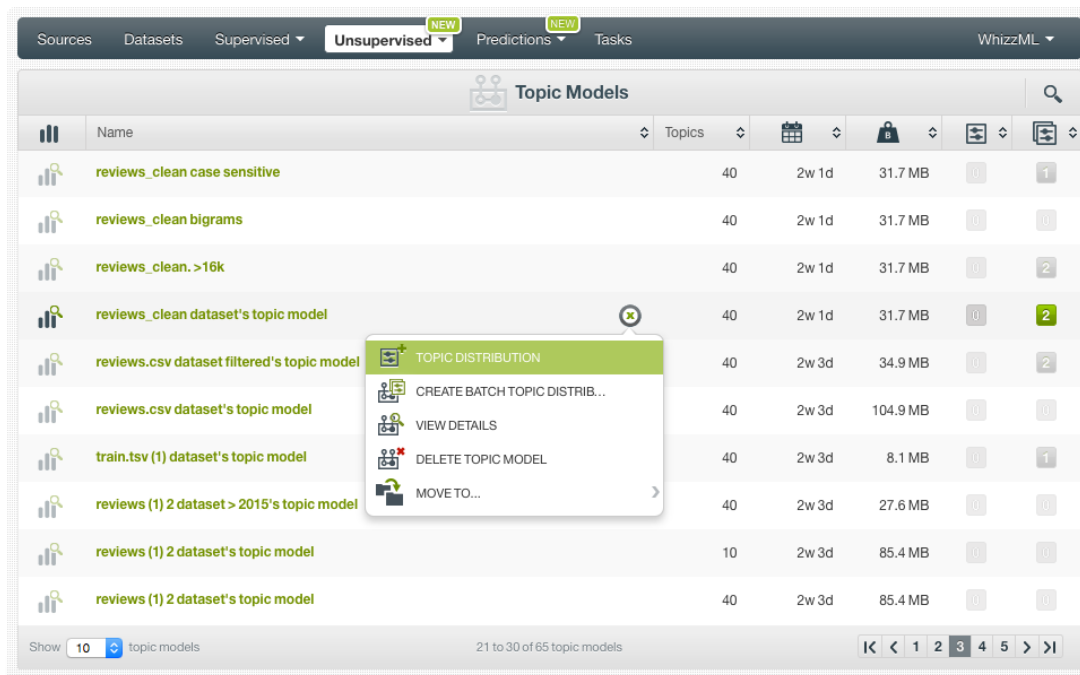 NEW NEW
Sources Datasets Supervised Unsupervised Predictions Tasks WhizzML
Topic Models
Name Topics B
reviews_clean case sensitive 40 2w 1d 31.7 MB 0 1
reviews_clean bigrams 40 2w 1d 31.7 MB 0 0
reviews_clean. >16k 40 2w 1d 31.7 MB 0 2
reviews_clean dataset's topic model 40 2w 1d 31.7 MB 0 2
TOPIC DISTRIBUTION
reviews.csv dataset filtered's topic model 40 2w 3d 34.9 MB 0 2
CREATE BATCH TOPIC DISTRIB...
reviews.csv dataset's topic model 40 2w 3d 104.9 MB 0 0
VIEW DETAILS
train.tsv (1) dataset's topic model 40 2w 3d 8.1 MB 0 1
DELETE TOPIC MODEL
MOVE TO...
reviews (1) 2 dataset > 2015's topic model 40 2w 3d 27.6 MB 0 0
reviews (1) 2 dataset's topic model 10 2w 3d 85.4 MB 0 0
reviews (1) 2 dataset's topic model 40 2w 3d 85.4 MB 0 0
Show 10 topic models 21 to 30 of 65 topic models 1 2 3 4 5